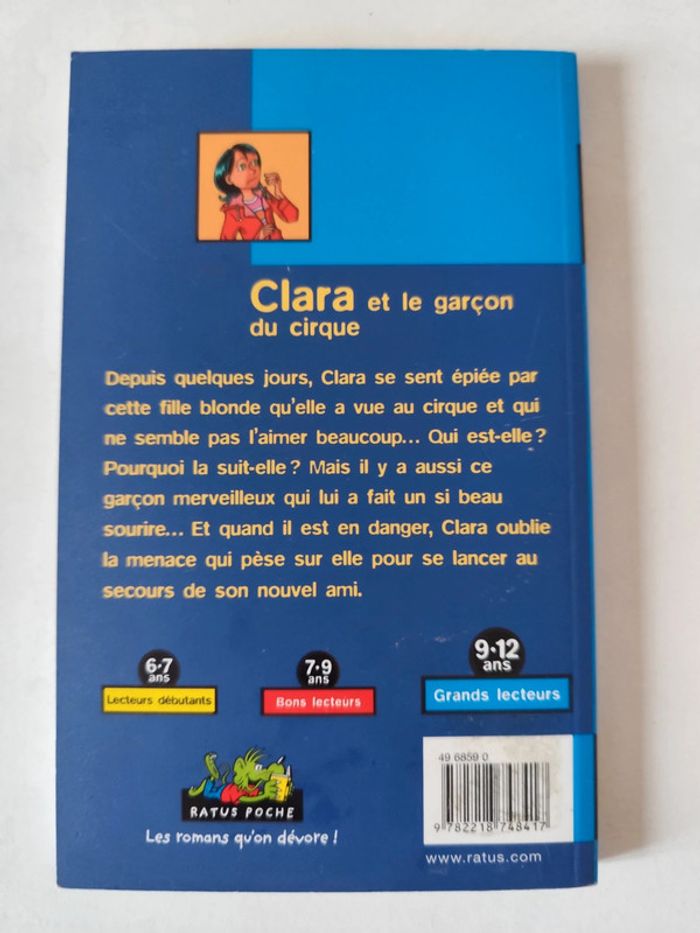 Clara et le garçon
du cirque
Depuis quelques jours, Clara se sent épiée par
cette fille blonde qu'elle a vue au cirque et qui
ne semble pas l'aimer beaucoup... Qui est-elle ?
Pourquoi la suit-elle ? Mais il y a aussi ce
garçon merveilleux qui lui a fait un si beau
sourire... Et quand il est en danger, Clara oublie
la menace qui pèse sur elle pour se lancer au
secours de son nouvel ami.
6-7
ans
Lecteurs débutants
7-9
ans
Bons lecteurs
9-12
ans
Grands lecteurs
RATUS POCHE
Les romans qu'on dévore !
49 6859 0
9 782218 748417
www.ratus.com